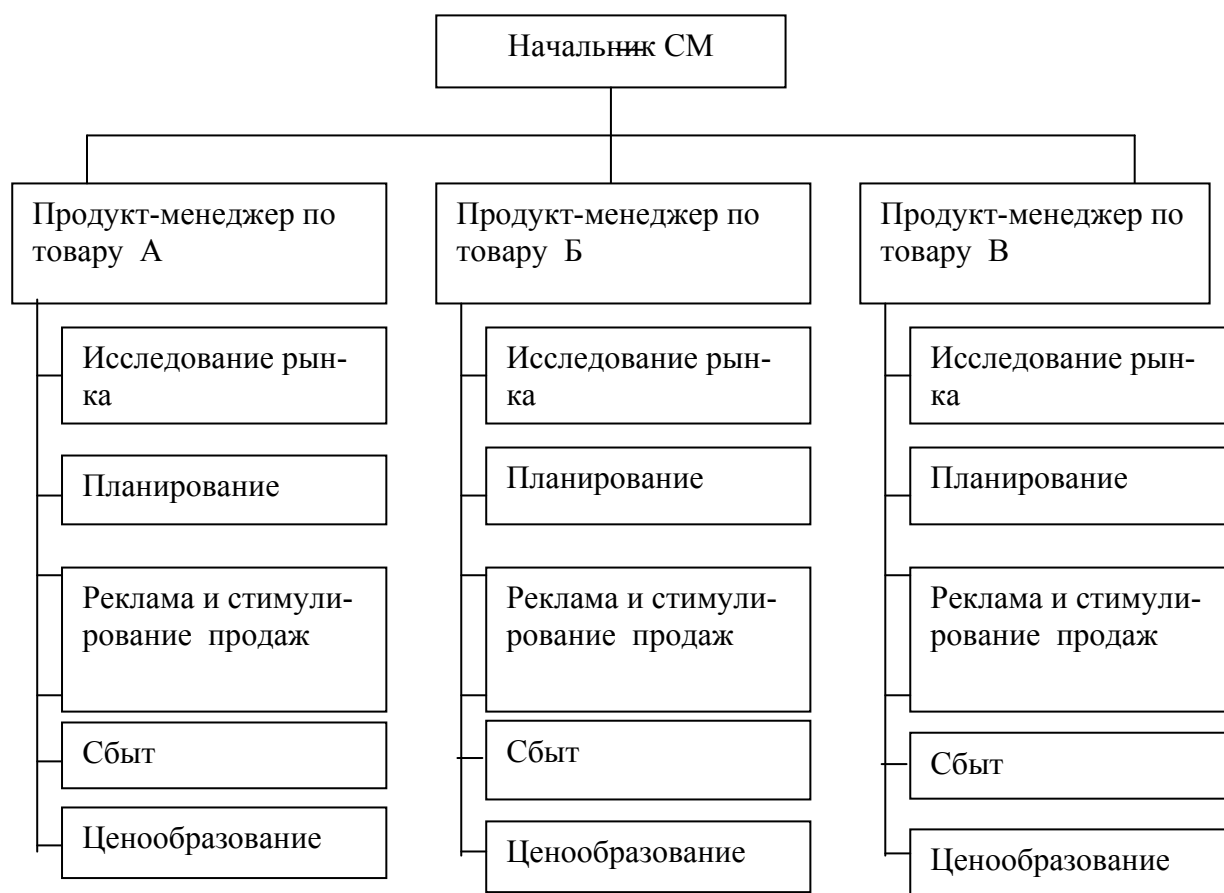 Начальник СМ
Продукт-менеджер по
товару А
Исследование рын-
ка
Планирование
Реклама и стимули-
рование продаж
Сбыт
Ценообразование
Продукт-менеджер по
товару Б
Исследование рын-
ка
Планирование
Реклама и стимули-
рование продаж
Сбыт
Ценообразование
Продукт-менеджер по
товару В
Исследование рын-
ка
Планирование
Реклама и стимули-
рование продаж
Сбыт
Ценообразование